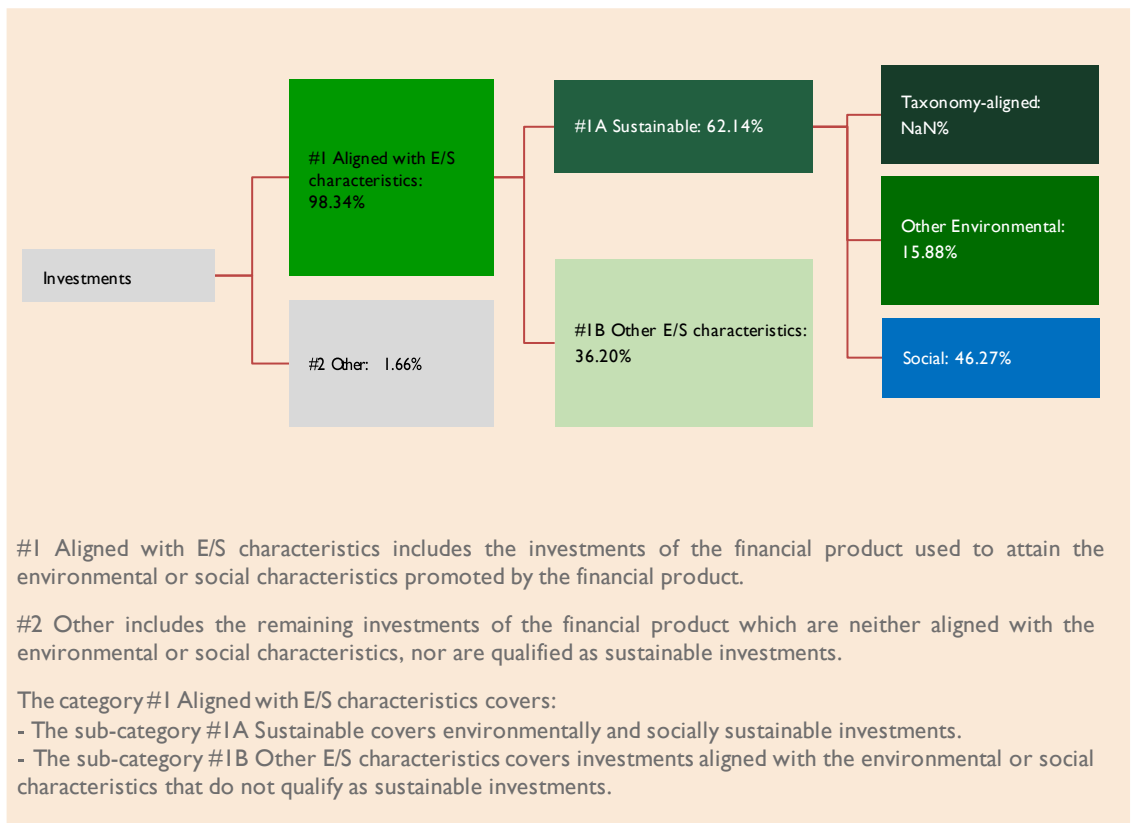 Investments
#1 Aligned with E/S
characteristics:
98.34%
#2 Other: 1.66%
#1A Sustainable: 62.14%
#1B Other E/S characteristics:
36.20%
Taxonomy-aligned:
NaN%
Other Environmental:
15.88%
Social: 46.27%
#1 Aligned with E/S characteristics includes the investments of the financial product used to attain the
environmental or social characteristics promoted by the financial product.
#2 Other includes the remaining investments of the financial product which are neither aligned with the
environmental or social characteristics, nor are qualified as sustainable investments.
The category #1 Aligned with E/S characteristics covers:
- The sub-category #1A Sustainable covers environmentally and socially sustainable investments.
- The sub-category #1B Other E/S characteristics covers investments aligned with the environmental or social
characteristics that do not qualify as sustainable investments.